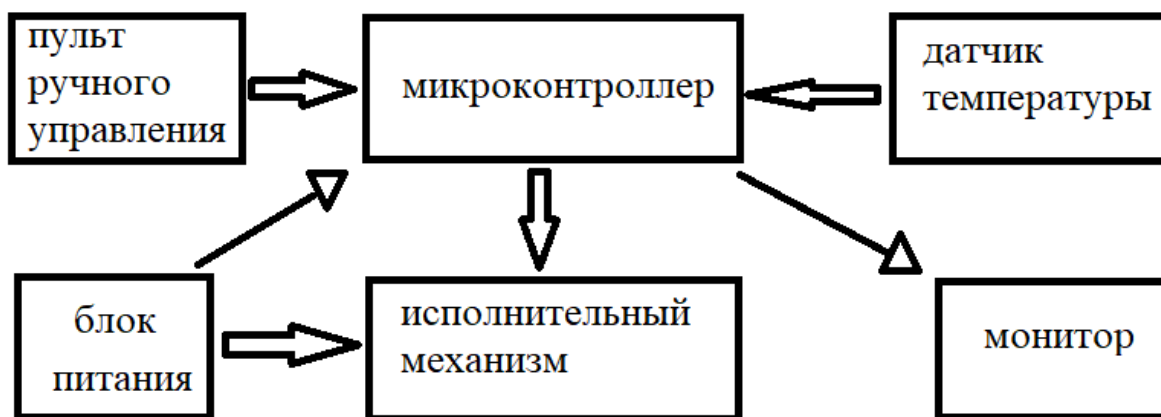 пульт
ручного
управления
микроконтроллер
датчик
температуры
блок
питания
исполнительный
механизм
монитор